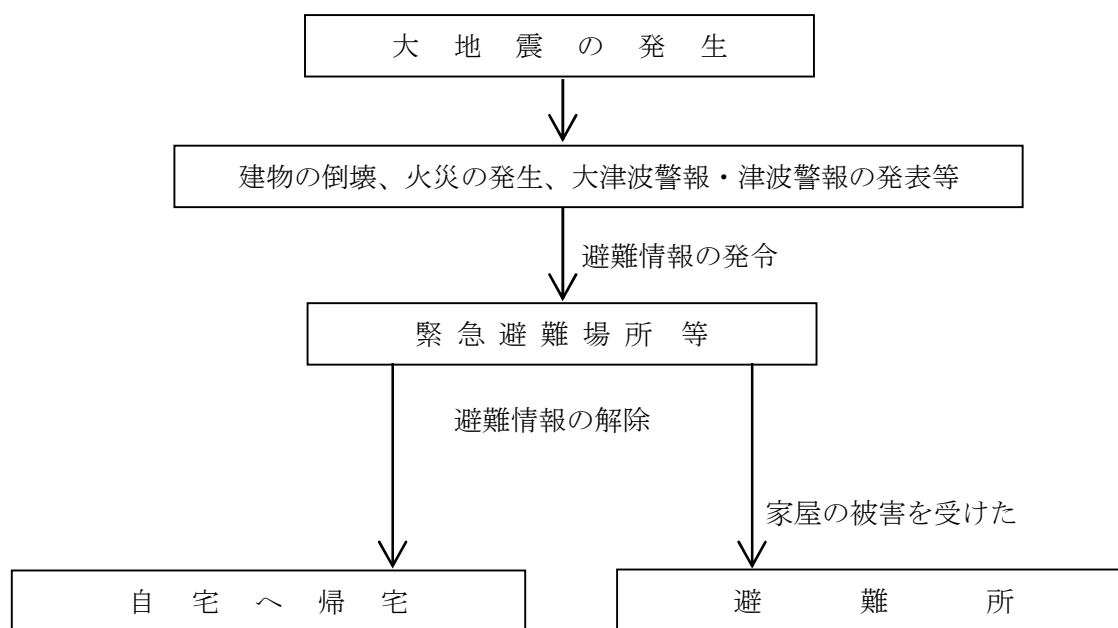 大地震の発生
建物の倒壊、火災の発生、大津波警報・津波警報の発表等
避難情報の発令
緊急避難場所等
避難情報の解除
家屋の被害を受けた
自宅へ帰宅
避難所